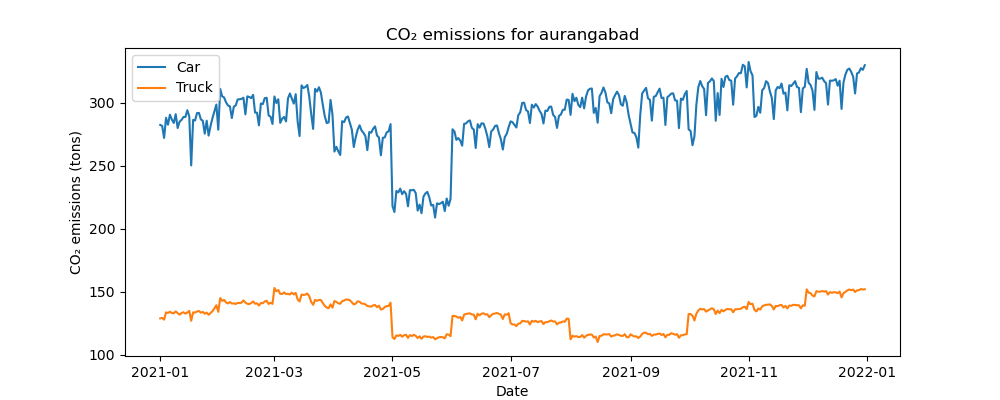 CO₂ emissions for aurangabad
Car
Truck
CO₂ emissions (tons)
300
250
200
150
100
2021-01 2021-03 2021-05 2021-07 2021-09 2021-11 2022-01
Date